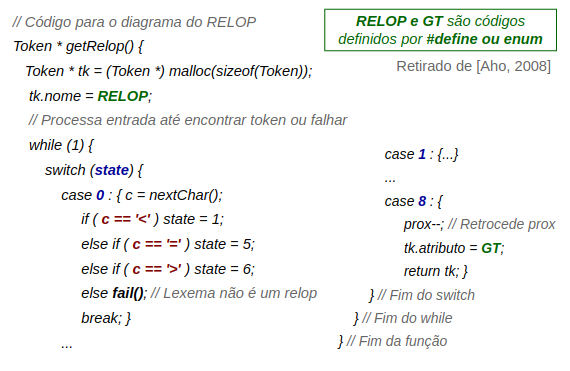 // Código para o diagrama do RELOP
Token * getRelop() {
Token * tk = (Token *) malloc(sizeof(Token));
tk.nome = RELOP;
// Processa entrada até encontrar token ou falhar
while (1) {
switch (state) {
case 0 : { c = nextChar();
if ( c == '<' ) state = 1;
else if ( c == '=' ) state = 5;
else if ( c == '>' ) state = 6;
else fail(); // Lexema não é um relop
break; }
...
RELOP e GT são códigos
definidos por #define ou enum
Retirado de [Aho, 2008]
case 1 : {...}
...
case 8 : {
prox--; // Retrocede prox
tk.atributo = GT;
return tk; }
} // Fim do switch
} // Fim do while
} // Fim da função